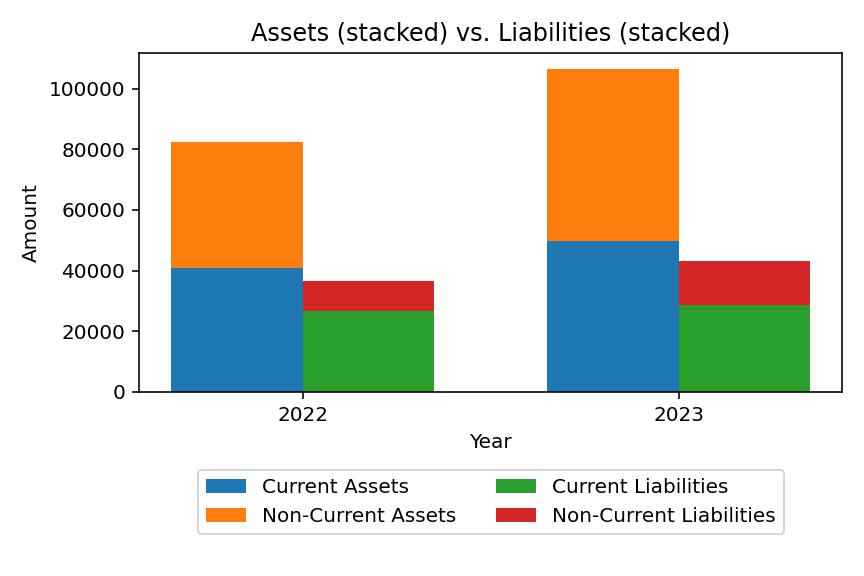 Assets (stacked) vs. Liabilities (stacked)
100000
80000
60000
40000
20000
0
Amount
2022 2023
Year
Current Assets Current Liabilities
Non-Current Assets Non-Current Liabilities